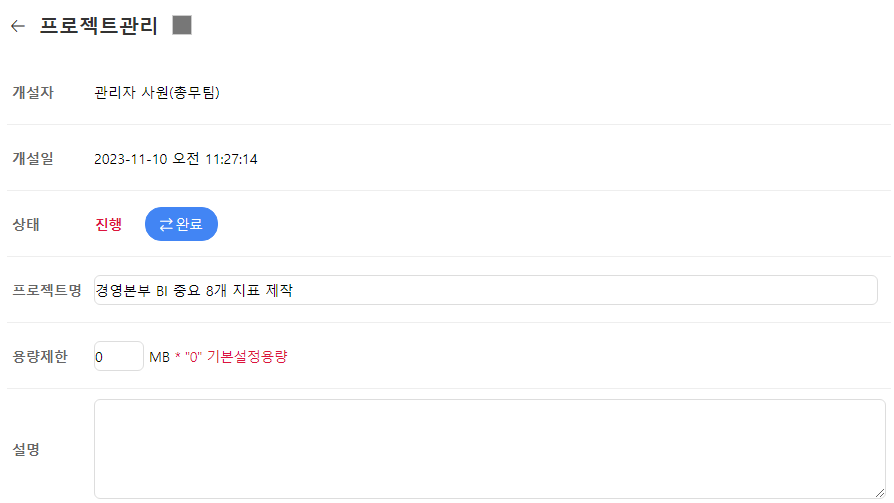 프로젝트관리
개설자 관리자 사원(총무팀)
개설일 2023-11-10 오전 11:27:14
상태 진행 완료
프로젝트명 경영본부 BI 중요 8개 지표 제작
용량제한 0 MB * "0" 기본설정용량
설명